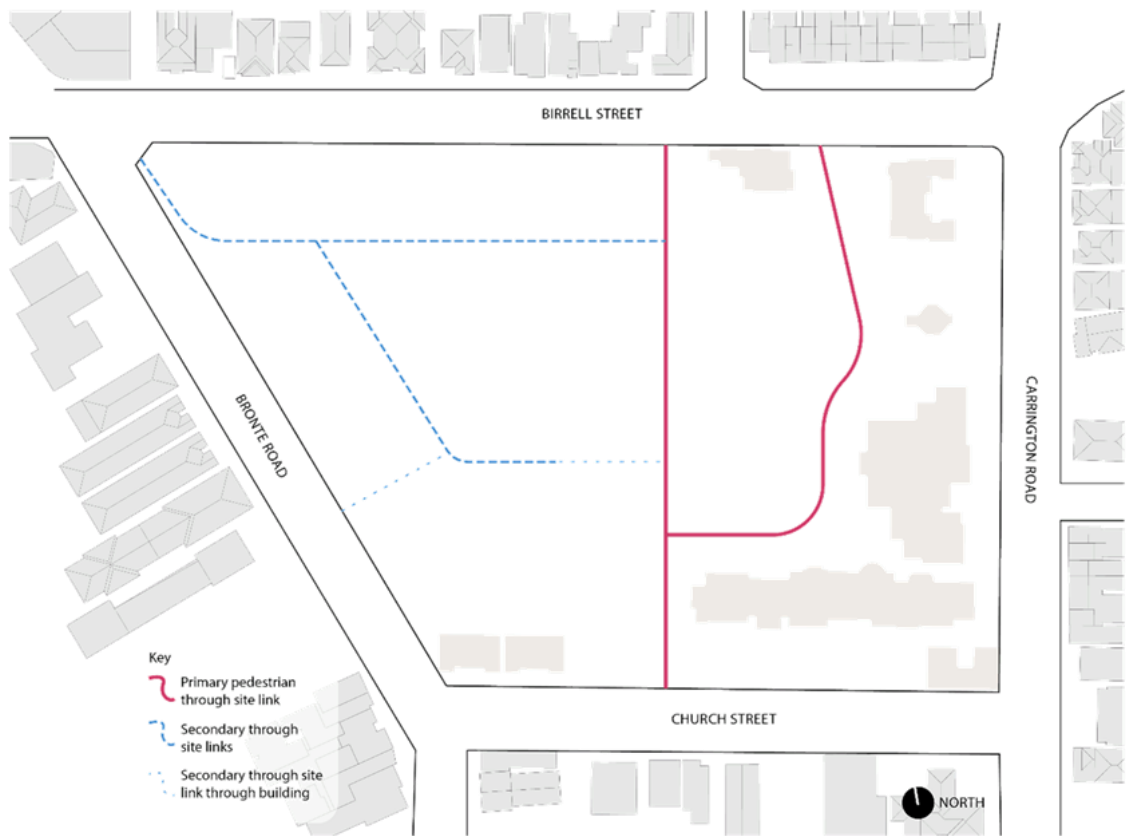 BIRRELL STREET
CARRINGTON ROAD
BRONTE ROAD
Key
Primary pedestrian
through site link
Secondary through
site links
Secondary through site
link through building
CHURCH STREET
NORTH